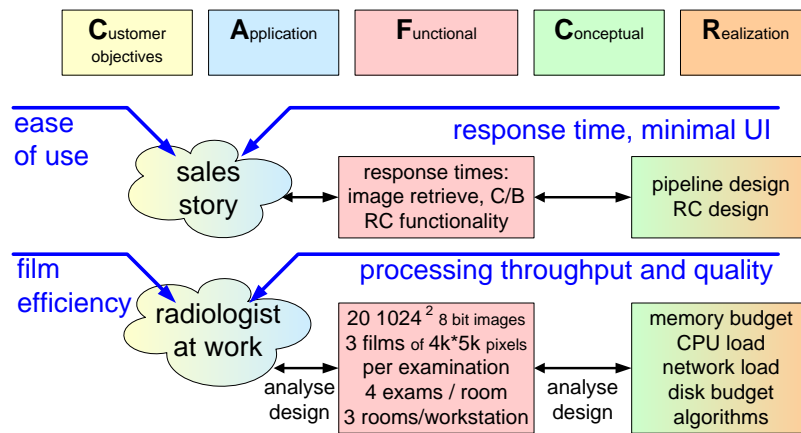 Customer
objectives
Application
Functional
Conceptual
Realization
ease
of use
response time, minimal UI
sales
story
response times:
image retrieve, C/B
RC functionality
pipeline design
RC design
film
efficiency
processing throughput and quality
radiologist
at work
analyse
design
20 1024² 8 bit images
3 films of 4k*5k pixels
per examination
4 exams / room
3 rooms/workstation
analyse
design
memory budget
CPU load
network load
disk budget
algorithms